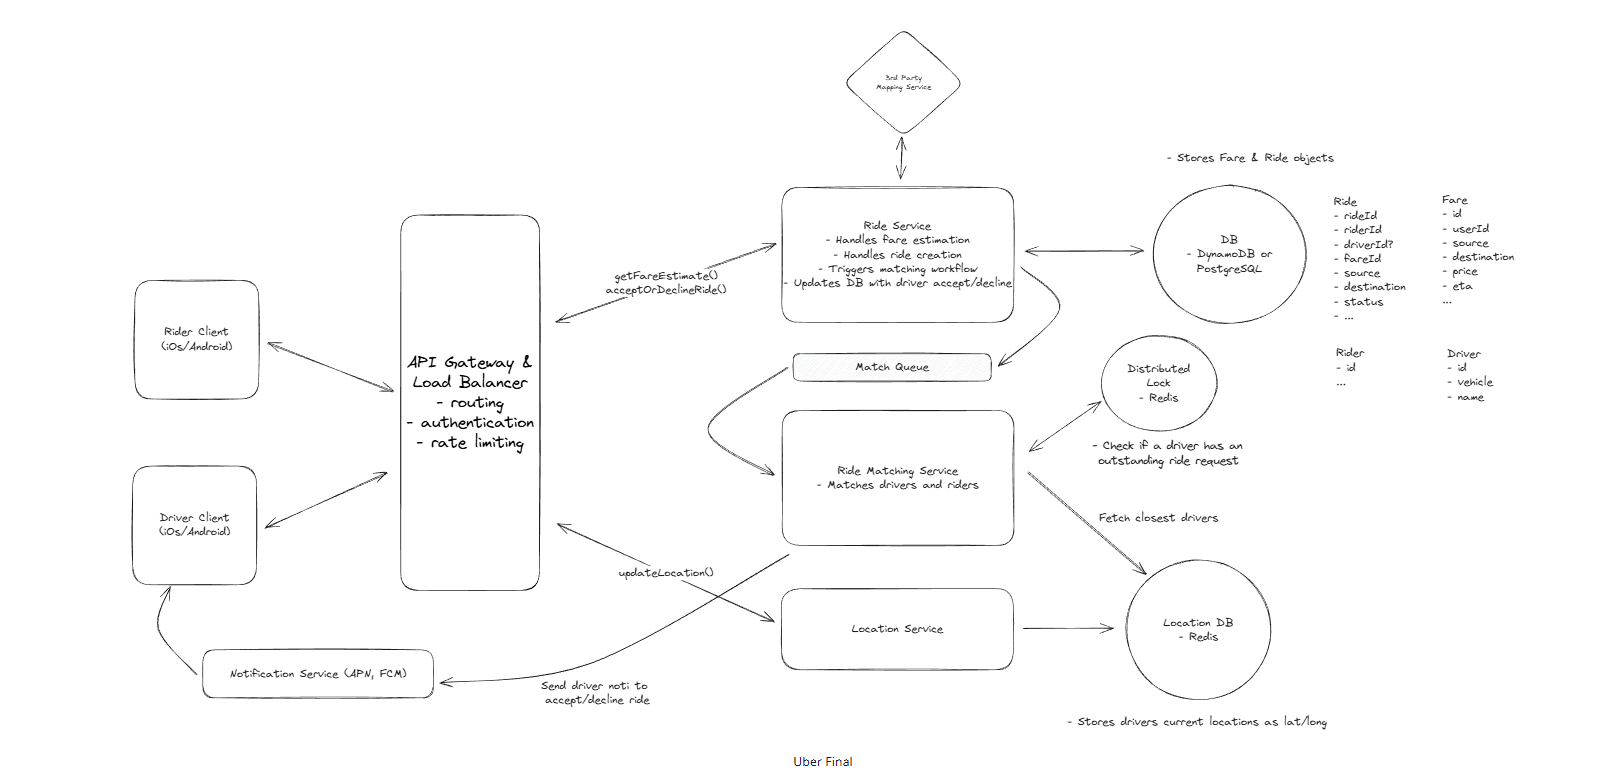 3rd Party
Mapping Service
- Stores Fare & Ride objects
Ride Service
- Handles fare estimation
- Handles ride creation
- Triggers matching workflow
- Updates DB with driver accept/decline
DB
- DynamoDB or
PostgreSQL
Ride
- rideId
- riderId
- driverId?
- fareId
- source
- destination
- status
- ...
Fare
- id
- userId
- source
- destination
- price
- eta
...
getFareEstimate()
acceptOrDeclineRide()
Rider Client
(iOs/Android)
API Gateway &
Load Balancer
- routing
- authentication
- rate limiting
Match Queue
Distributed
Lock
- Redis
Rider
- id
...
Driver
- id
- vehicle
- name
- Check if a driver has an
outstanding ride request
Ride Matching Service
- Matches drivers and riders
Driver Client
(iOs/Android)
Fetch closest drivers
updateLocation()
Location Service
Location DB
- Redis
Notification Service (APN, FCM)
Send driver noti to
accept/decline ride
- Stores drivers current locations as lat/long
Uber Final